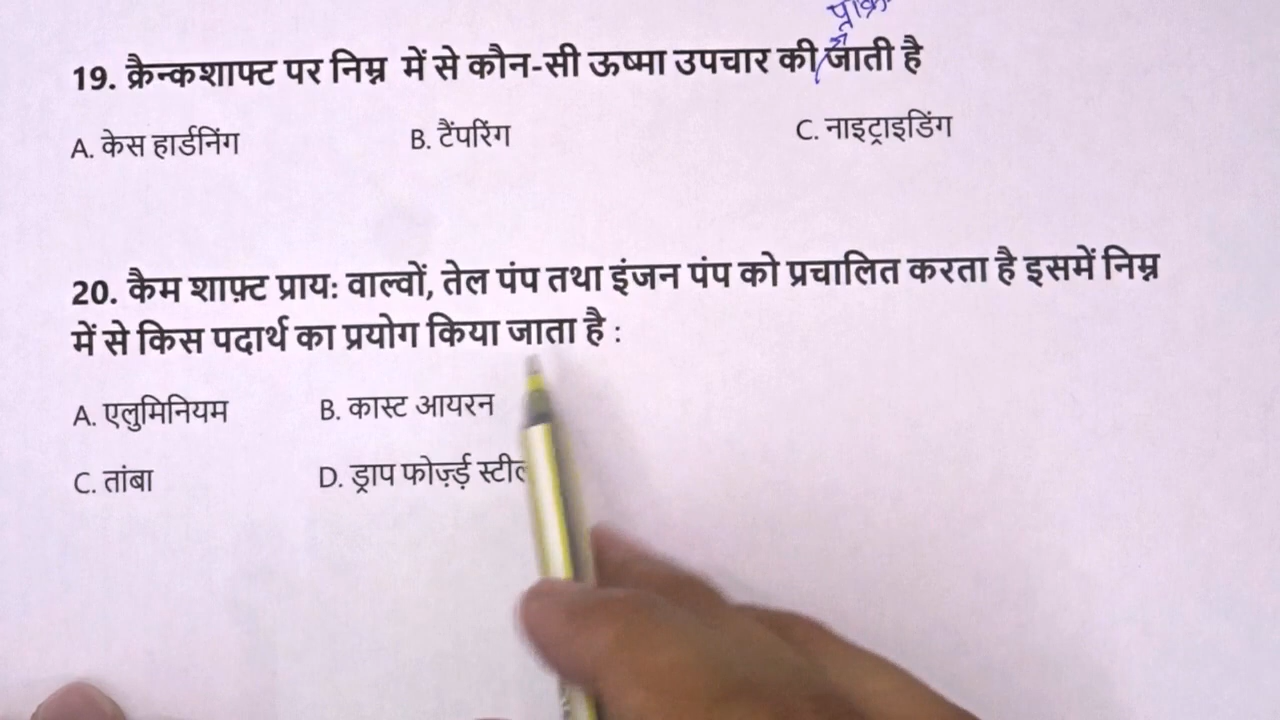 19. क्रैन्कशाफ्ट पर निम्न में से कौन-सी ऊष्मा उपचार की जाती है
A. केस हार्डनिंग B. टैंपरिंग C. नाइट्राइडिंग
20. कैम शाफ़्ट प्राय: वाल्वों, तेल पंप तथा इंजन पंप को प्रचालित करता है इसमें निम्न
में से किस पदार्थ का प्रयोग किया जाता है :
A. एलुमिनियम B. कास्ट आयरन
C. तांबा D. ड्राप फोर्ज़्ड़ स्टील